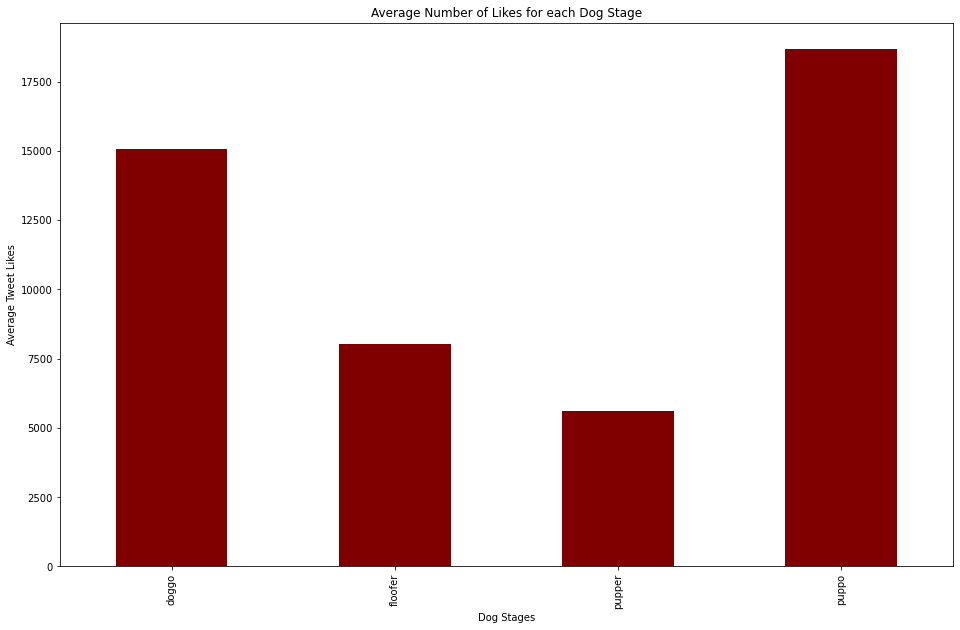 Average Number of Likes for each Dog Stage
Average Tweet Likes
17500
15000
12500
10000
7500
5000
2500
0
doggo
floofer
pupper
puppo
Dog Stages